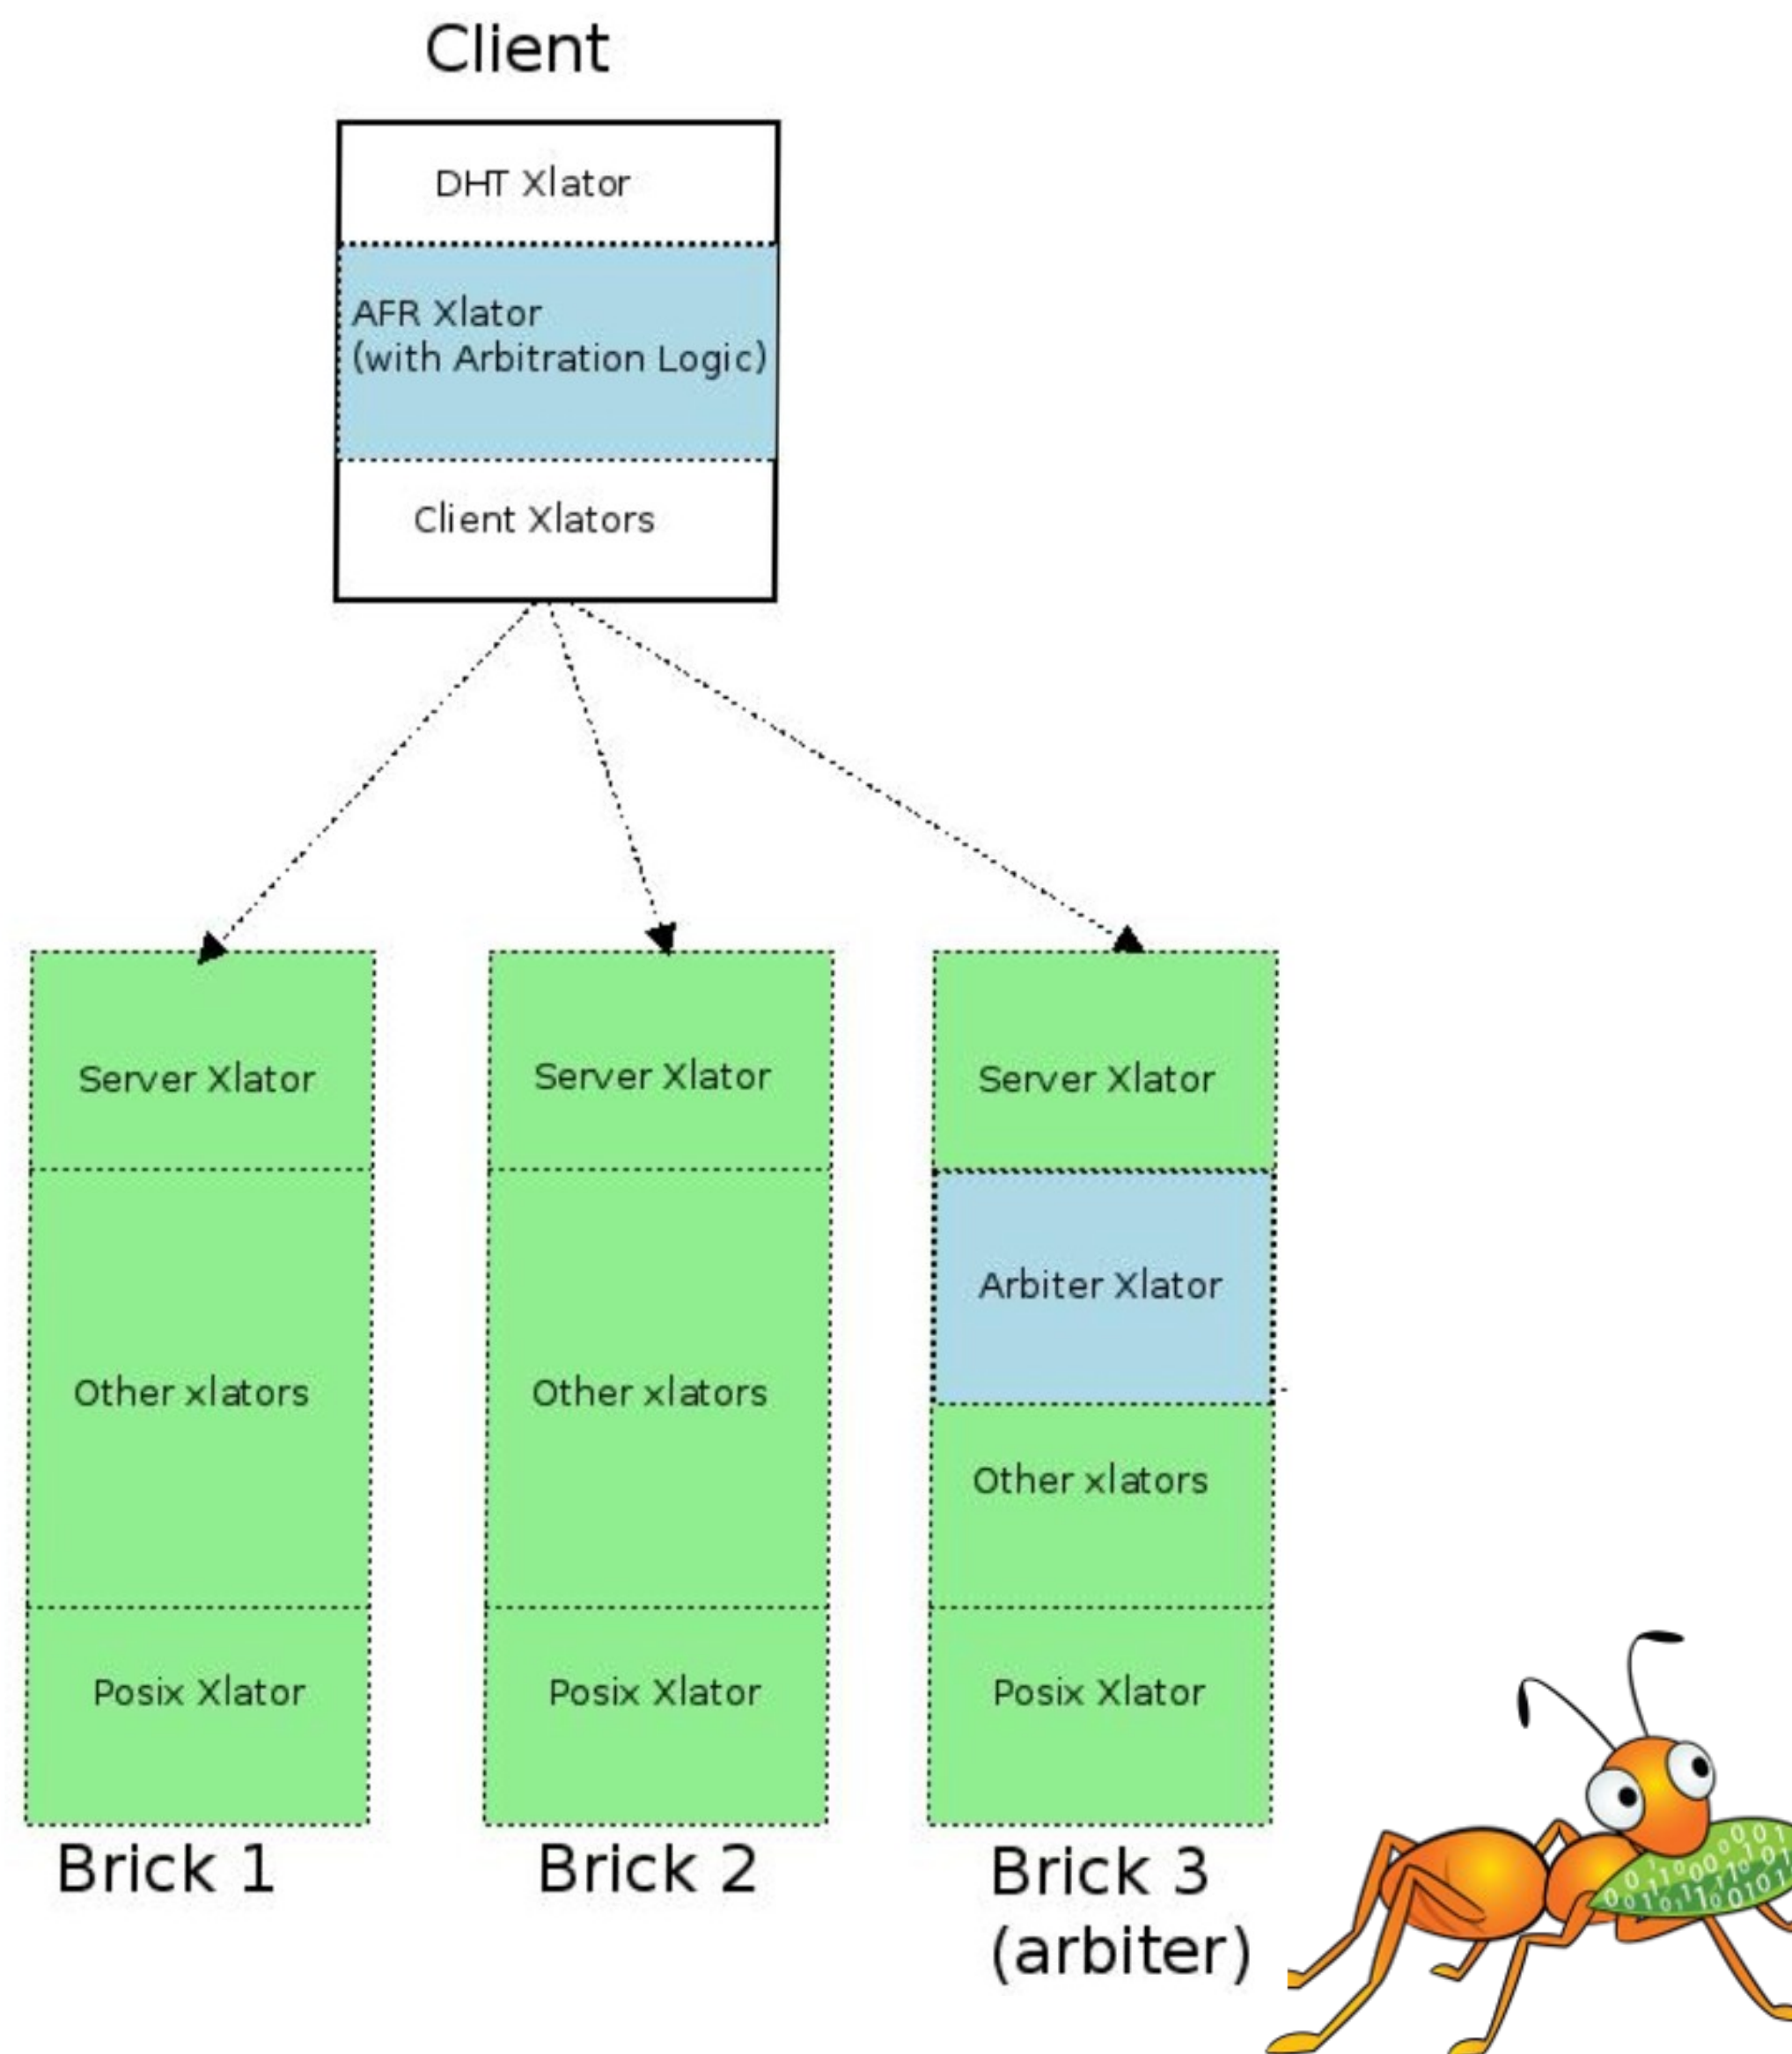 Client
DHT Xlator
AFR Xlator
(with Arbitration Logic)
Client Xlators
Server Xlator
Other xlators
Posix Xlator
Brick 1
Server Xlator
Other xlators
Posix Xlator
Brick 2
Server Xlator
Arbiter Xlator
Other xlators
Posix Xlator
Brick 3
(arbiter)